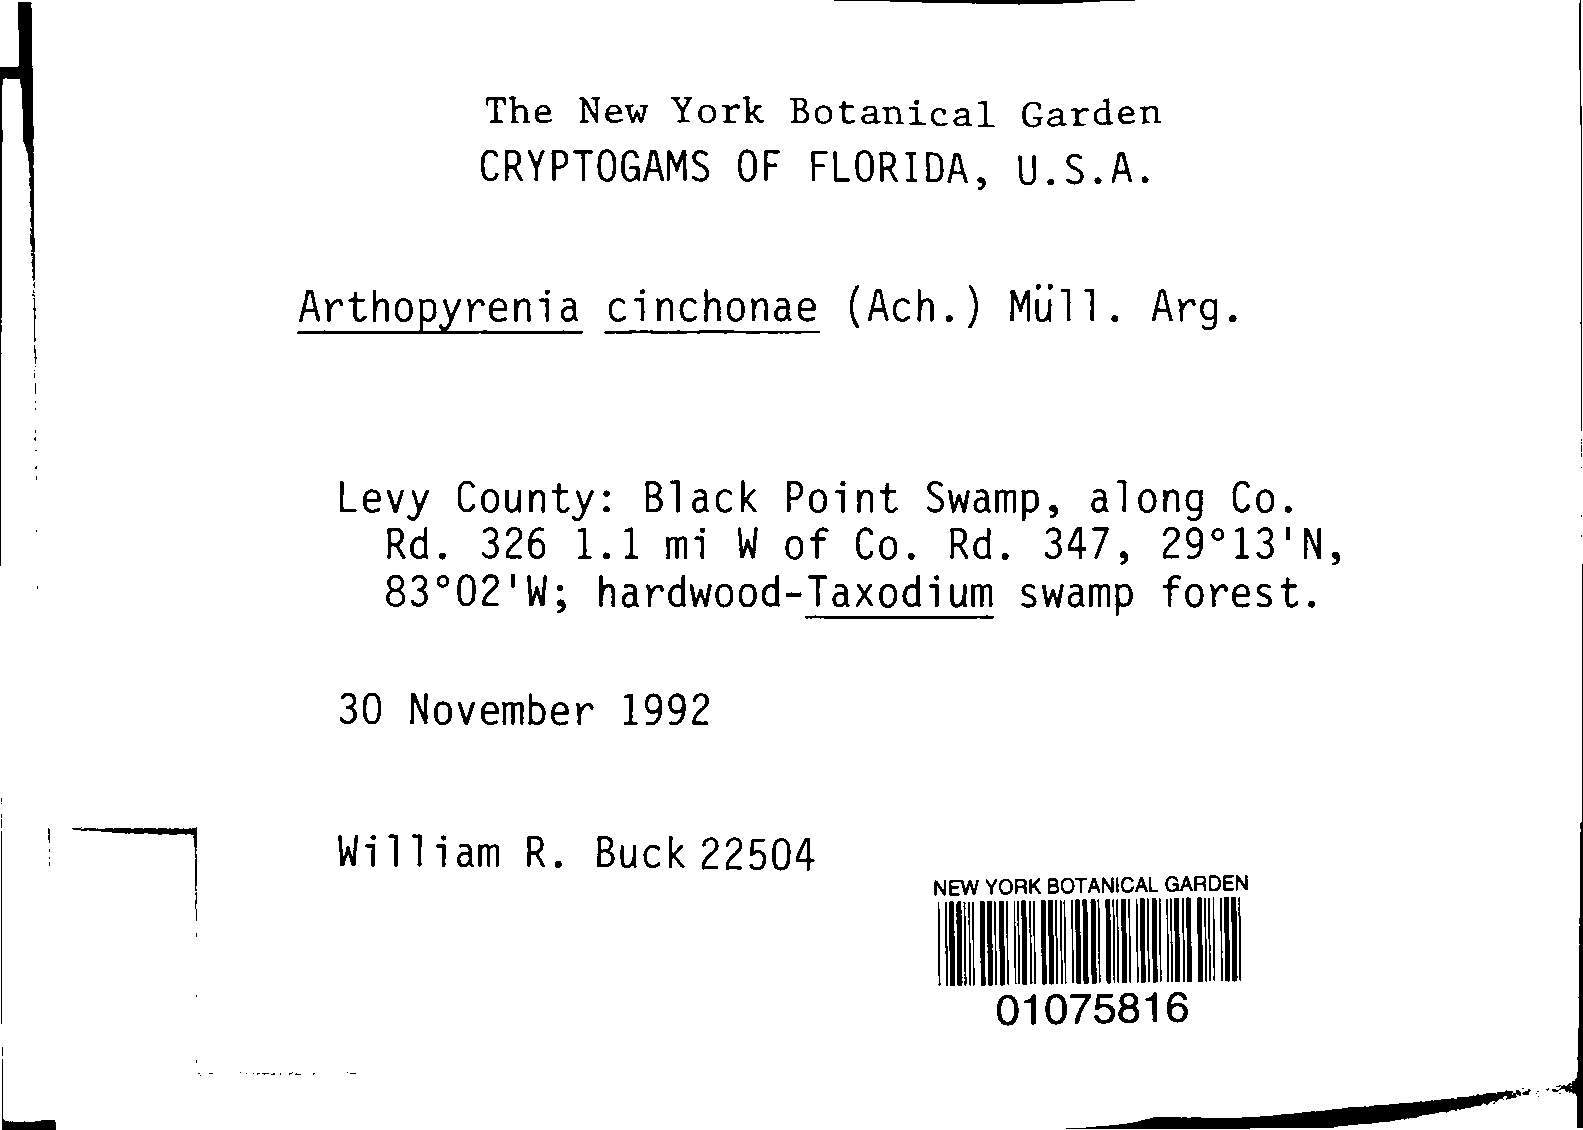 The New York Botanical Garden
CRYPTOGAMS OF FLORIDA, U.S.A.
Arthopyrenia cinchonae (Ach.) Müll. Arg.
Levy County: Black Point Swamp, along Co.
Rd. 326 1.1 mi W of Co. Rd. 347, 29°13'N,
83°02'W; hardwood-Taxodium swamp forest.
30 November 1992
William R. Buck 22504
NEW YORK BOTANICAL GARDEN
01075816